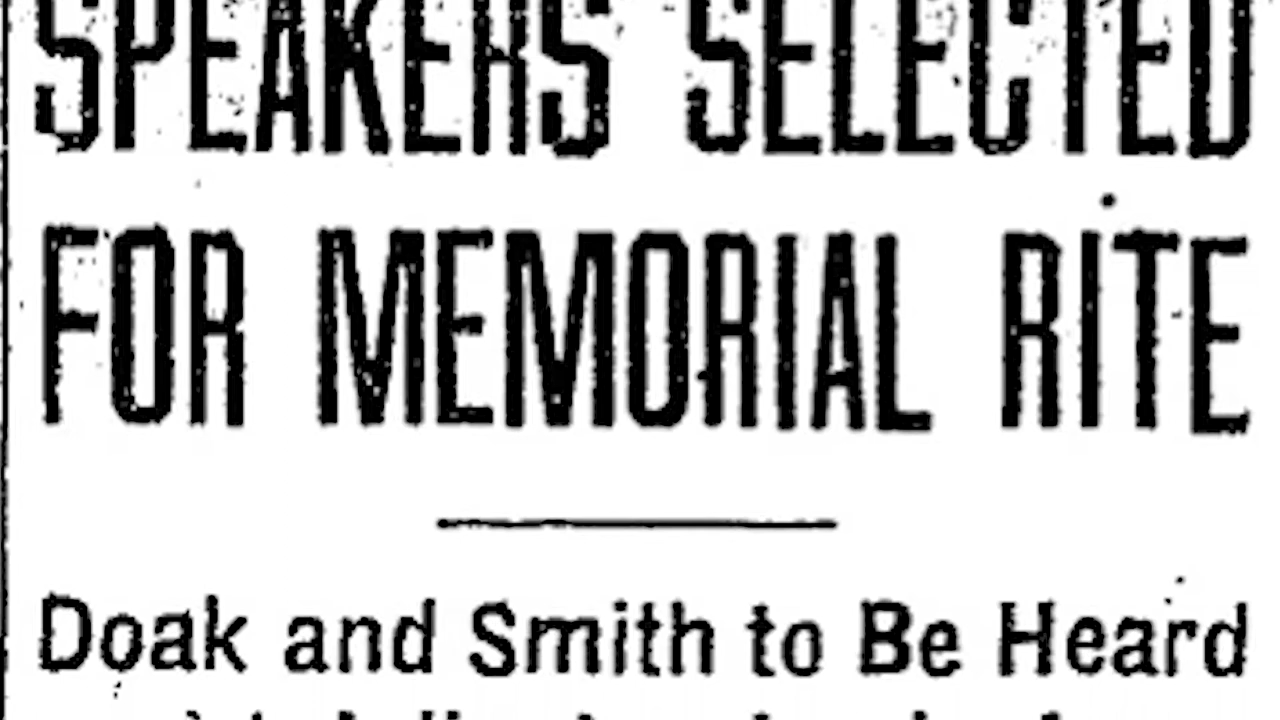 SPEAKERS SELECTED
FOR MEMORIAL RITE
Doak and Smith to Be Heard